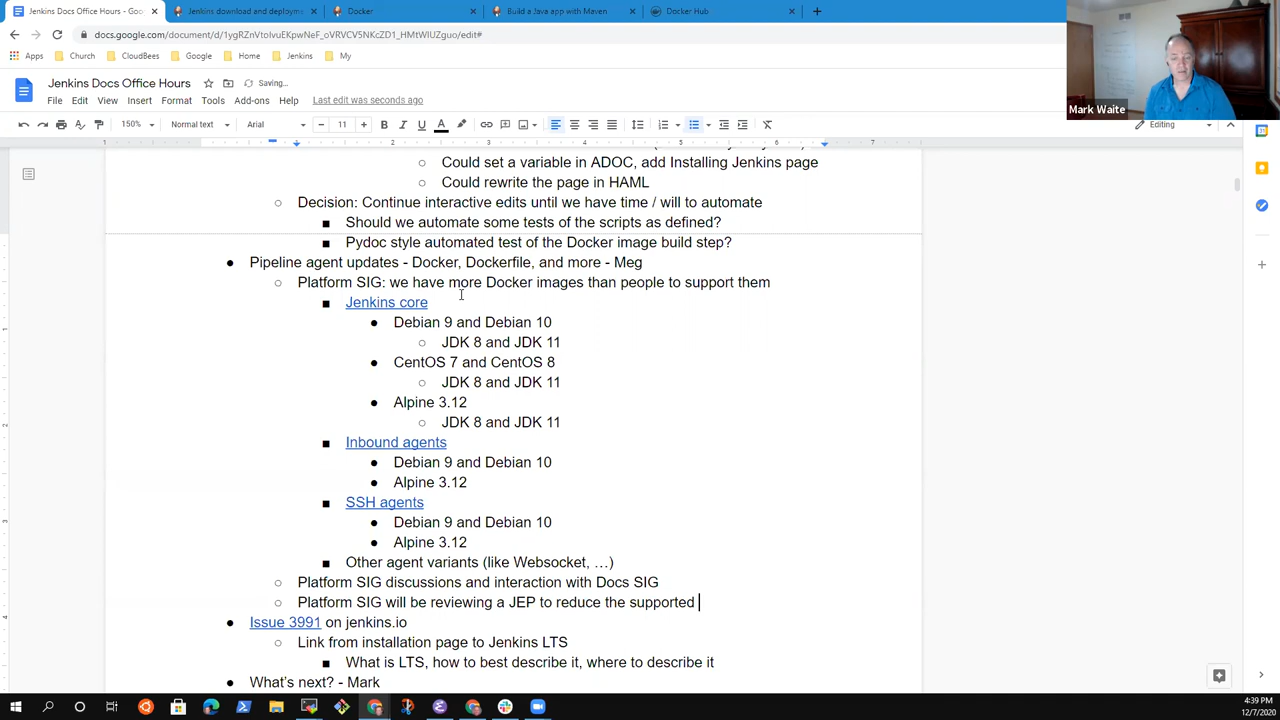 Jenkins Docs Office Hours - Goo
Jenkins download and deployme
Docker
Build a Java app with Maven
Docker Hub
docs.google.com/document/d/1ygRZnVtoIvuEKpwNeF_oVRVCV5NKcZD1_HMtWIUZguo/edit#
Apps
Church
CloudBees
Google
Home
Jenkins
My
Jenkins Docs Office Hours
Saving...
File Edit View Insert Format Tools Add-ons Help Last edit was seconds ago
150% Normal text Arial 11 Editing
Mark Waite
1 2 3 4 5 6 7
Could set a variable in ADOC, add Installing Jenkins page
Could rewrite the page in HAML
Decision: Continue interactive edits until we have time / will to automate
Should we automate some tests of the scripts as defined?
Pydoc style automated test of the Docker image build step?
Pipeline agent updates - Docker, Dockerfile, and more - Meg
Platform SIG: we have more Docker images than people to support them
Jenkins core
Debian 9 and Debian 10
JDK 8 and JDK 11
CentOS 7 and CentOS 8
JDK 8 and JDK 11
Alpine 3.12
JDK 8 and JDK 11
Inbound agents
Debian 9 and Debian 10
Alpine 3.12
SSH agents
Debian 9 and Debian 10
Alpine 3.12
Other agent variants (like Websocket, …)
Platform SIG discussions and interaction with Docs SIG
Platform SIG will be reviewing a JEP to reduce the supported
Issue 3991 on jenkins.io
Link from installation page to Jenkins LTS
What is LTS, how to best describe it, where to describe it
What's next? - Mark
4:39 PM
12/7/2020